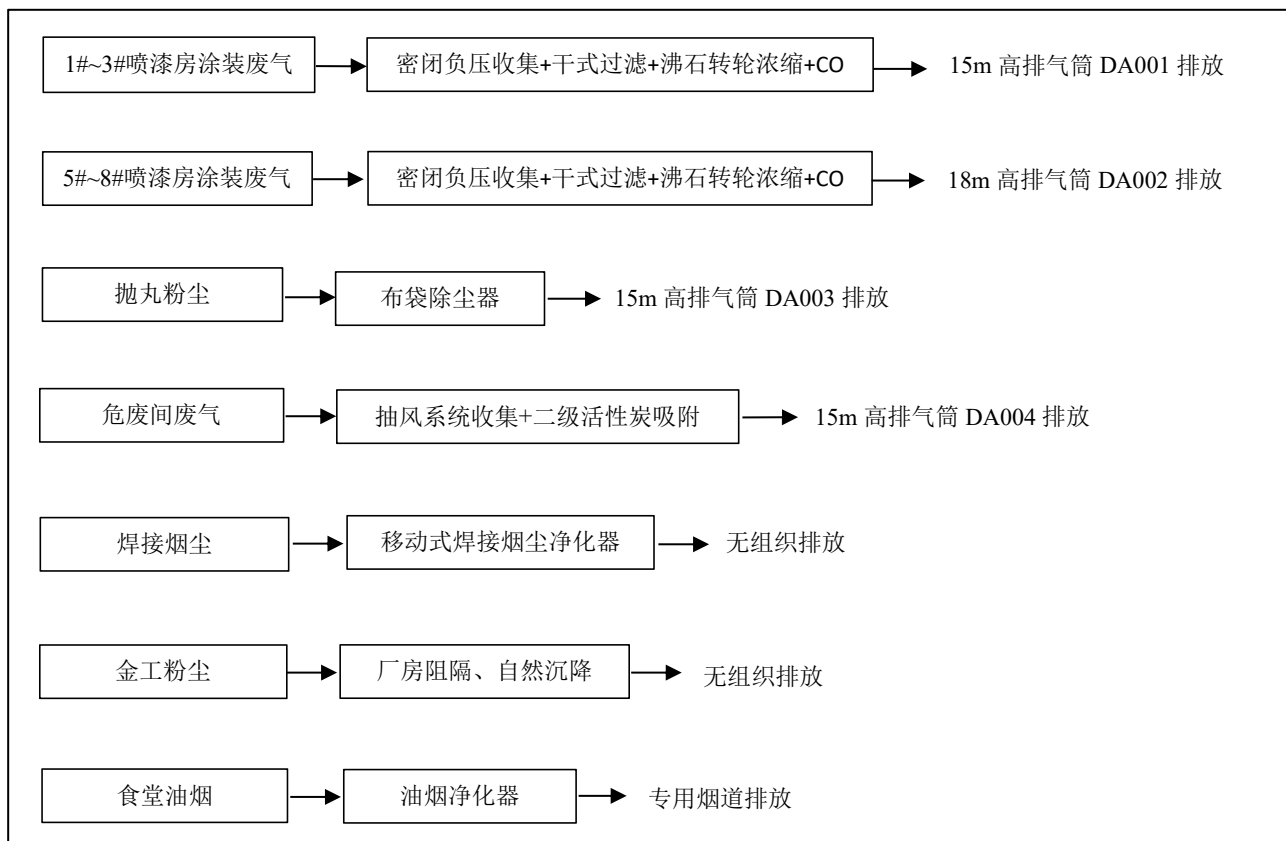 1#~3#喷漆房涂装废气 密闭负压收集+干式过滤+沸石转轮浓缩+CO 15m 高排气筒 DA001 排放
5#~8#喷漆房涂装废气 密闭负压收集+干式过滤+沸石转轮浓缩+CO 18m 高排气筒 DA002 排放
抛丸粉尘 布袋除尘器 15m 高排气筒 DA003 排放
危废间废气 抽风系统收集+二级活性炭吸附 15m 高排气筒 DA004 排放
焊接烟尘 移动式焊接烟尘净化器 无组织排放
金工粉尘 厂房阻隔、自然沉降 无组织排放
食堂油烟 油烟净化器 专用烟道排放